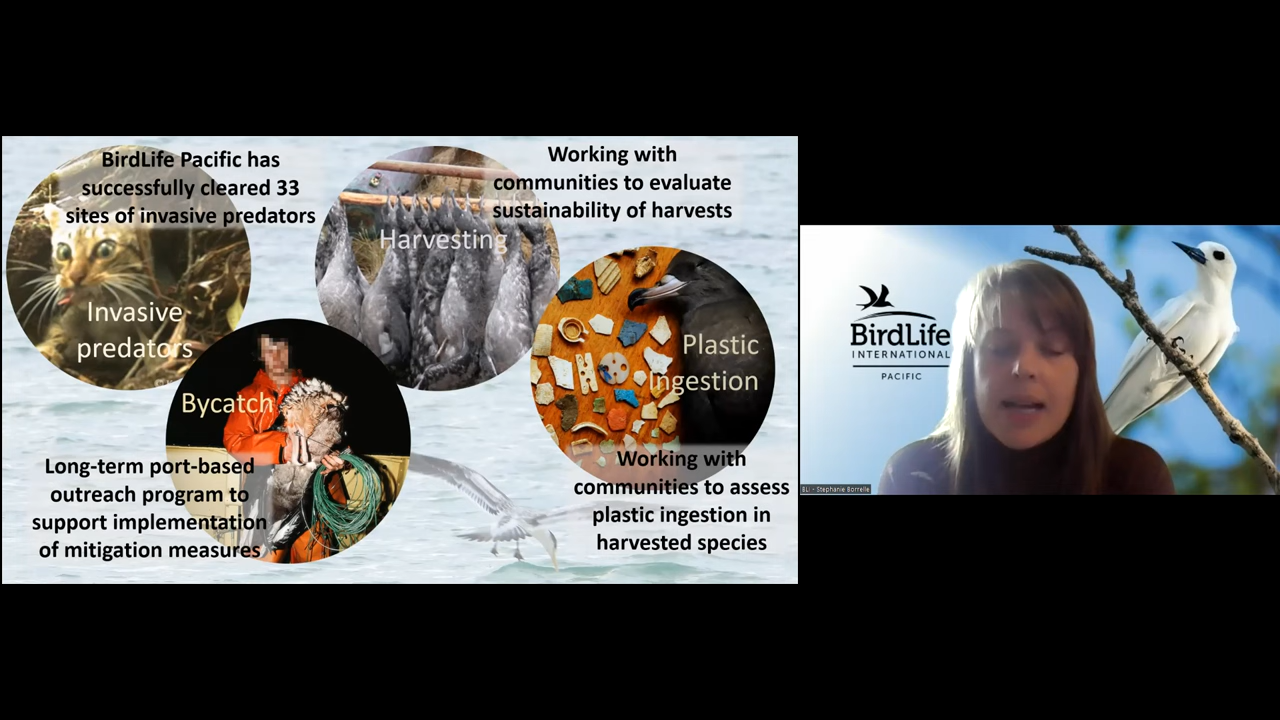 BirdLife Pacific has
successfully cleared 33
sites of invasive predators
Invasive
predators
Harvesting
Working with
communities to evaluate
sustainability of harvests
Bycatch
Long-term port-based
outreach program to
support implementation
of mitigation measures
Plastic
Ingestion
Working with
communities to assess
plastic ingestion in
harvested species
BirdLife
INTERNATIONAL
PACIFIC
BLI - Stephanie Borrelle